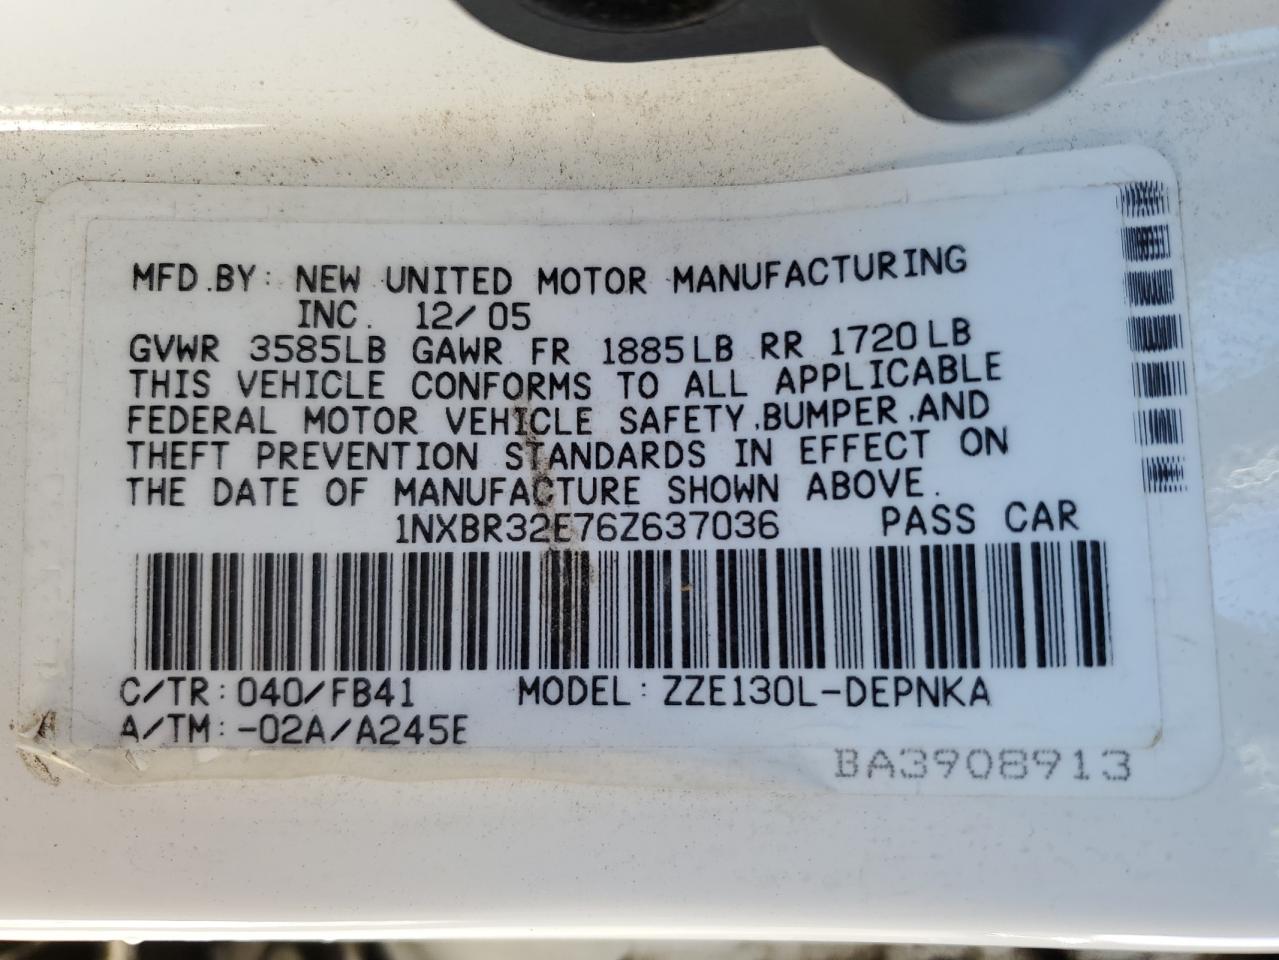 MFD.BY: NEW UNITED MOTOR MANUFACTURING
INC. 12/05
GVWR 3585LB GAWR FR 1885LB RR 1720LB
THIS VEHICLE CONFORMS TO ALL APPLICABLE
FEDERAL MOTOR VEHICLE SAFETY,BUMPER,AND
THEFT PREVENTION STANDARDS IN EFFECT ON
THE DATE OF MANUFACTURE SHOWN ABOVE.
1NXBR32E76Z637036 PASS CAR
C/TR:040/FB41 MODEL:ZZE130L-DEPNKA
A/TM:-02A/A245E
BA3908913